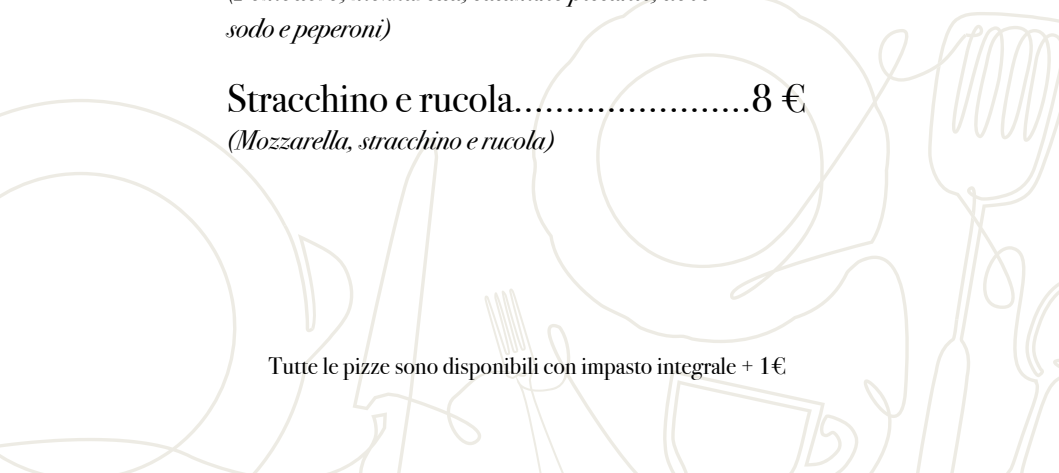 sodo e peperoni)
Stracchino e rucola.......................8 €
(Mozzarella, stracchino e rucola)
Tutte le pizze sono disponibili con impasto integrale + 1€